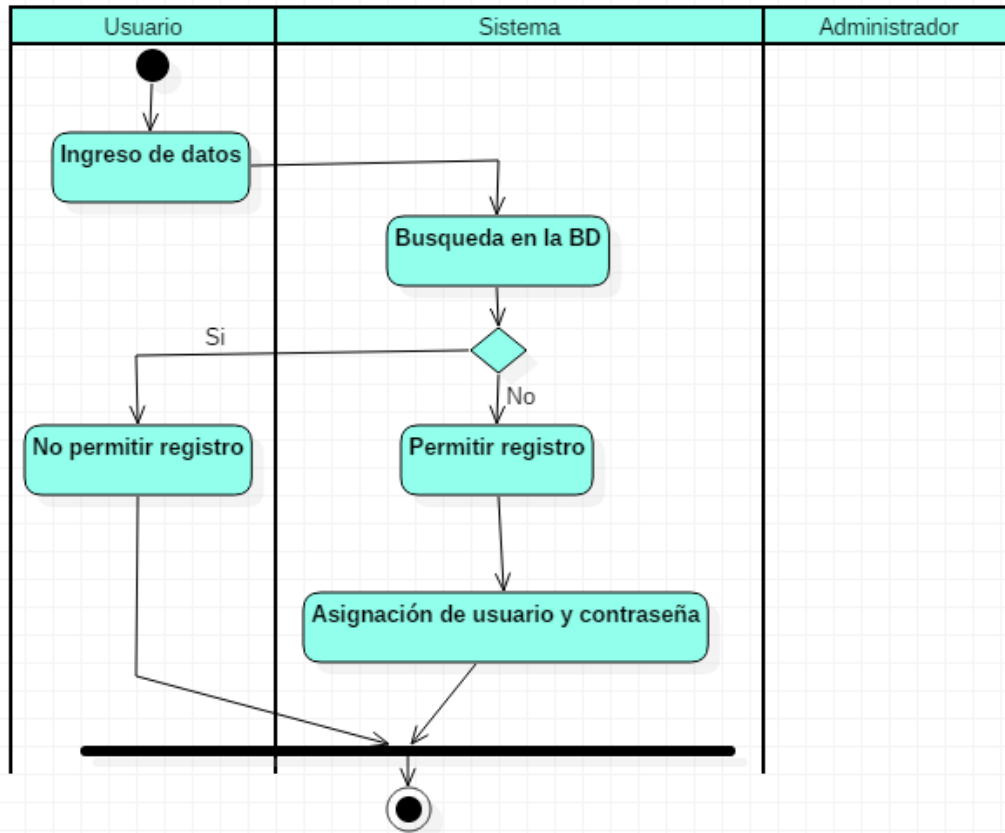 Usuario
Sistema
Administrador
Ingreso de datos
Busqueda en la BD
Si
No
No permitir registro
Permitir registro
Asignación de usuario y contraseña